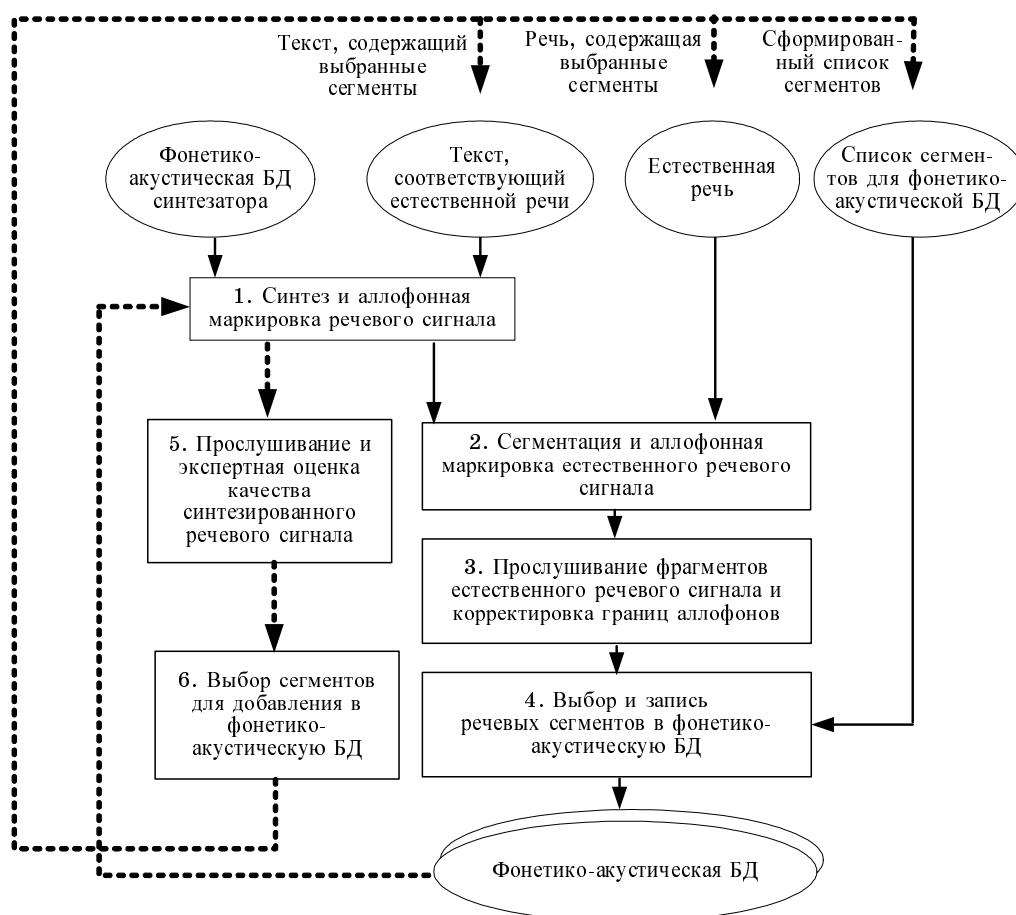 Текст, содержащий
выбранные
сегменты
Речь, содержащая
выбранные
сегменты
Сформирован-
ный список
сегментов
Фонетико-
акустическая БД
синтезатора
Текст,
соответствующий
естественной речи
Естественная
речь
Список сегмен-
тов для фонетико-
акустической БД
1. Синтез и аллофонная
маркировка речевого сигнала
5. Прослушивание и
экспертная оценка
качества
синтезированного
речевого сигнала
2. Сегментация и аллофонная
маркировка естественного речевого
сигнала
3. Прослушивание фрагментов
естественного речевого сигнала и
корректировка границ аллофонов
6. Выбор сегментов
для добавления в
фонетико-
акустическую БД
4. Выбор и запись
речевых сегментов в фонетико-
акустическую БД
Фонетико-акустическая БД